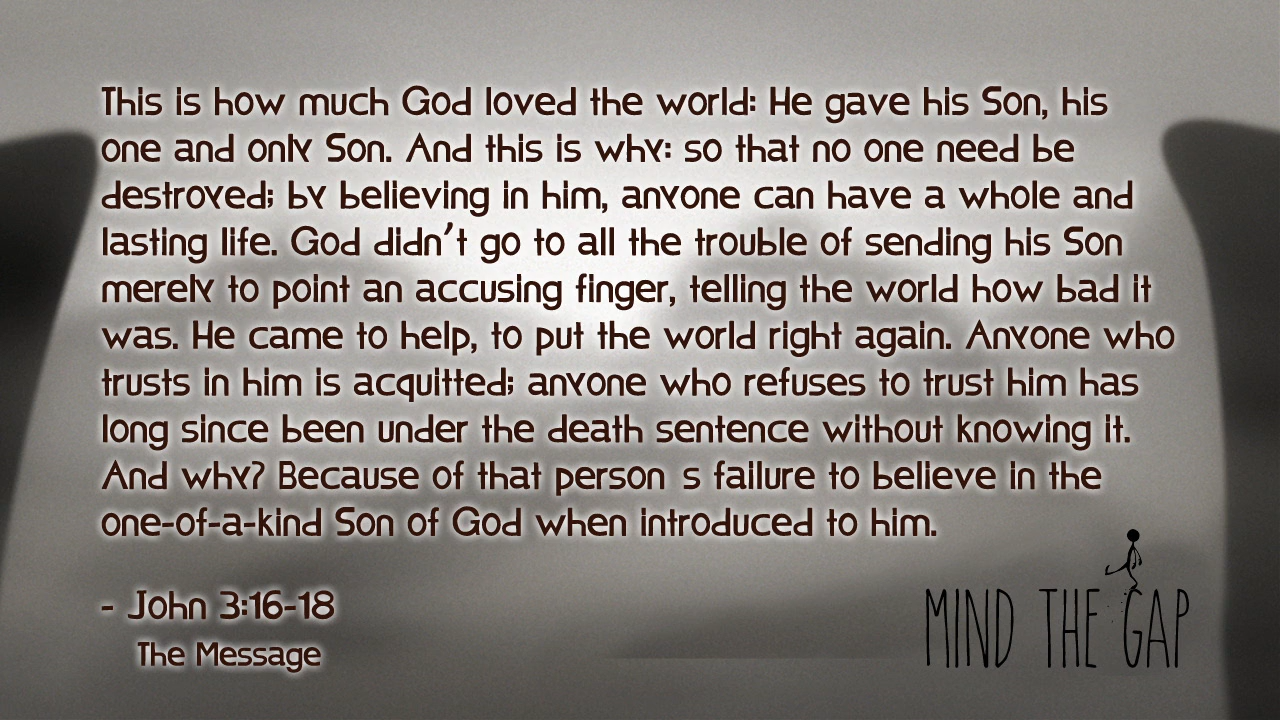 This is how much God loved the world: He gave his Son, his
one and only Son. And this is why: so that no one need be
destroyed; by believing in him, anyone can have a whole and
lasting life. God didn't go to all the trouble of sending his Son
merely to point an accusing finger, telling the world how bad it
was. He came to help, to put the world right again. Anyone who
trusts in him is acquitted; anyone who refuses to trust him has
long since been under the death sentence without knowing it.
And why? Because of that person s failure to believe in the
one-of-a-kind Son of God when introduced to him.
- John 3:16-18
The Message
MIND THE GAP